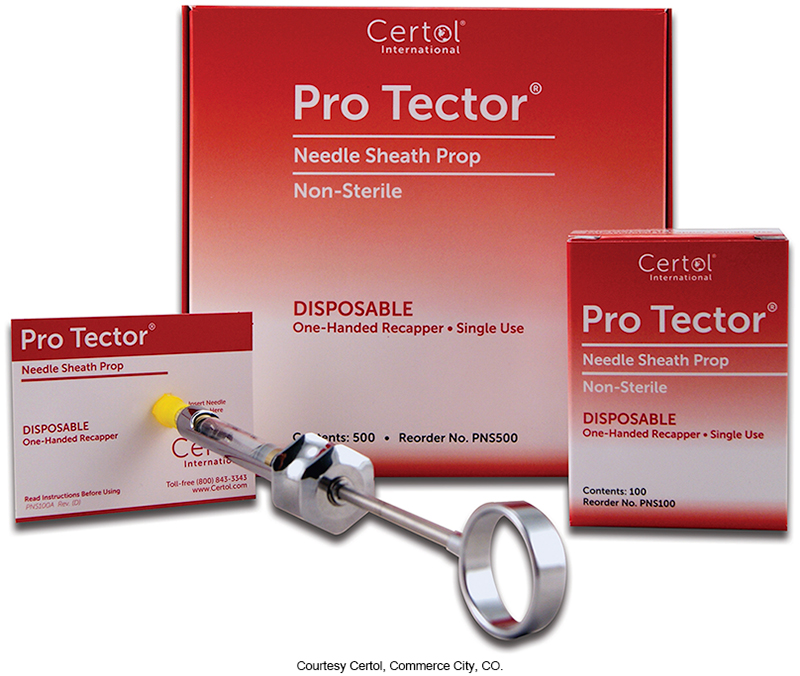 Certol®
International
Pro Tector®
Needle Sheath Prop
Non-Sterile
DISPOSABLE
One-Handed Recapper • Single Use
Contents: 500 • Reorder No. PNS500
Certol®
International
Pro Tector®
Needle Sheath Prop
Non-Sterile
DISPOSABLE
One-Handed Recapper • Single Use
Contents: 100
Reorder No. PNS100
Pro Tector®
Needle Sheath Prop
Insert Needle
Here
DISPOSABLE
One-Handed Recapper
International
Toll-free (800) 843-3343
www.Certol.com
Read Instructions Before Using
PNS100A Rev. (D)
Courtesy Certol, Commerce City, CO.